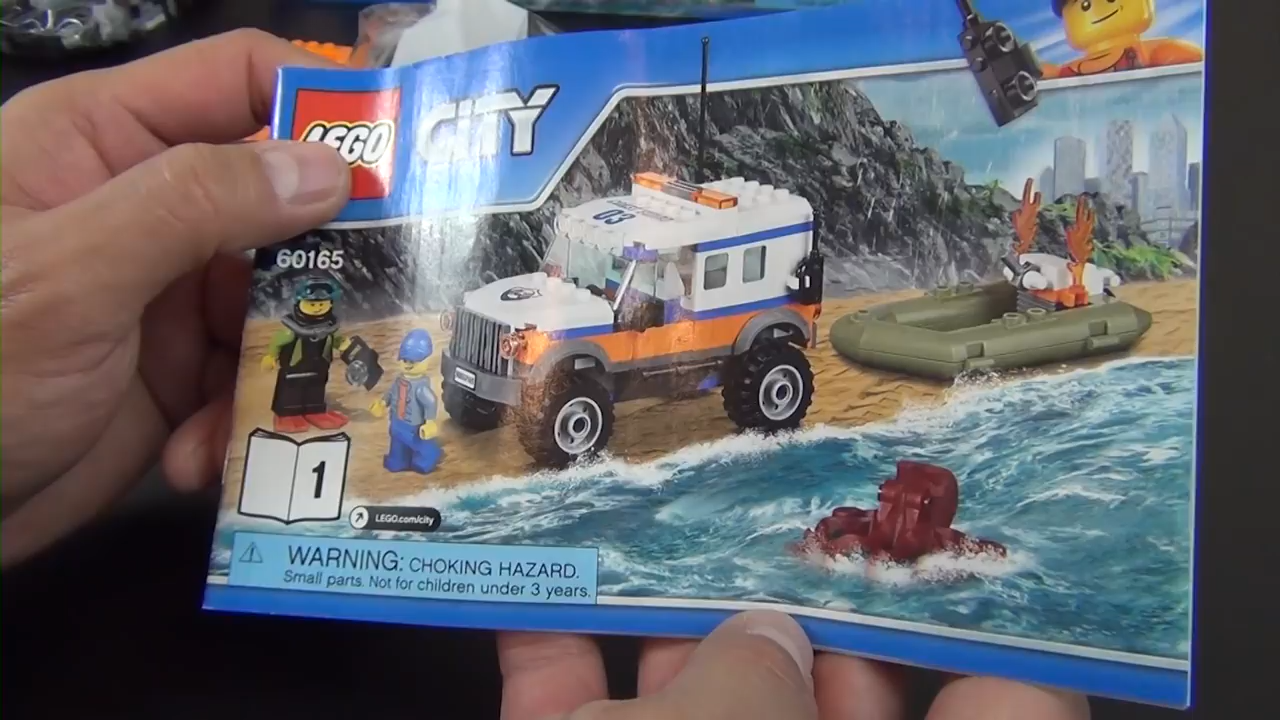 LEGO
CITY
60165
03
1
LEGO.com/city
WARNING: CHOKING HAZARD.
Small parts. Not for children under 3 years.